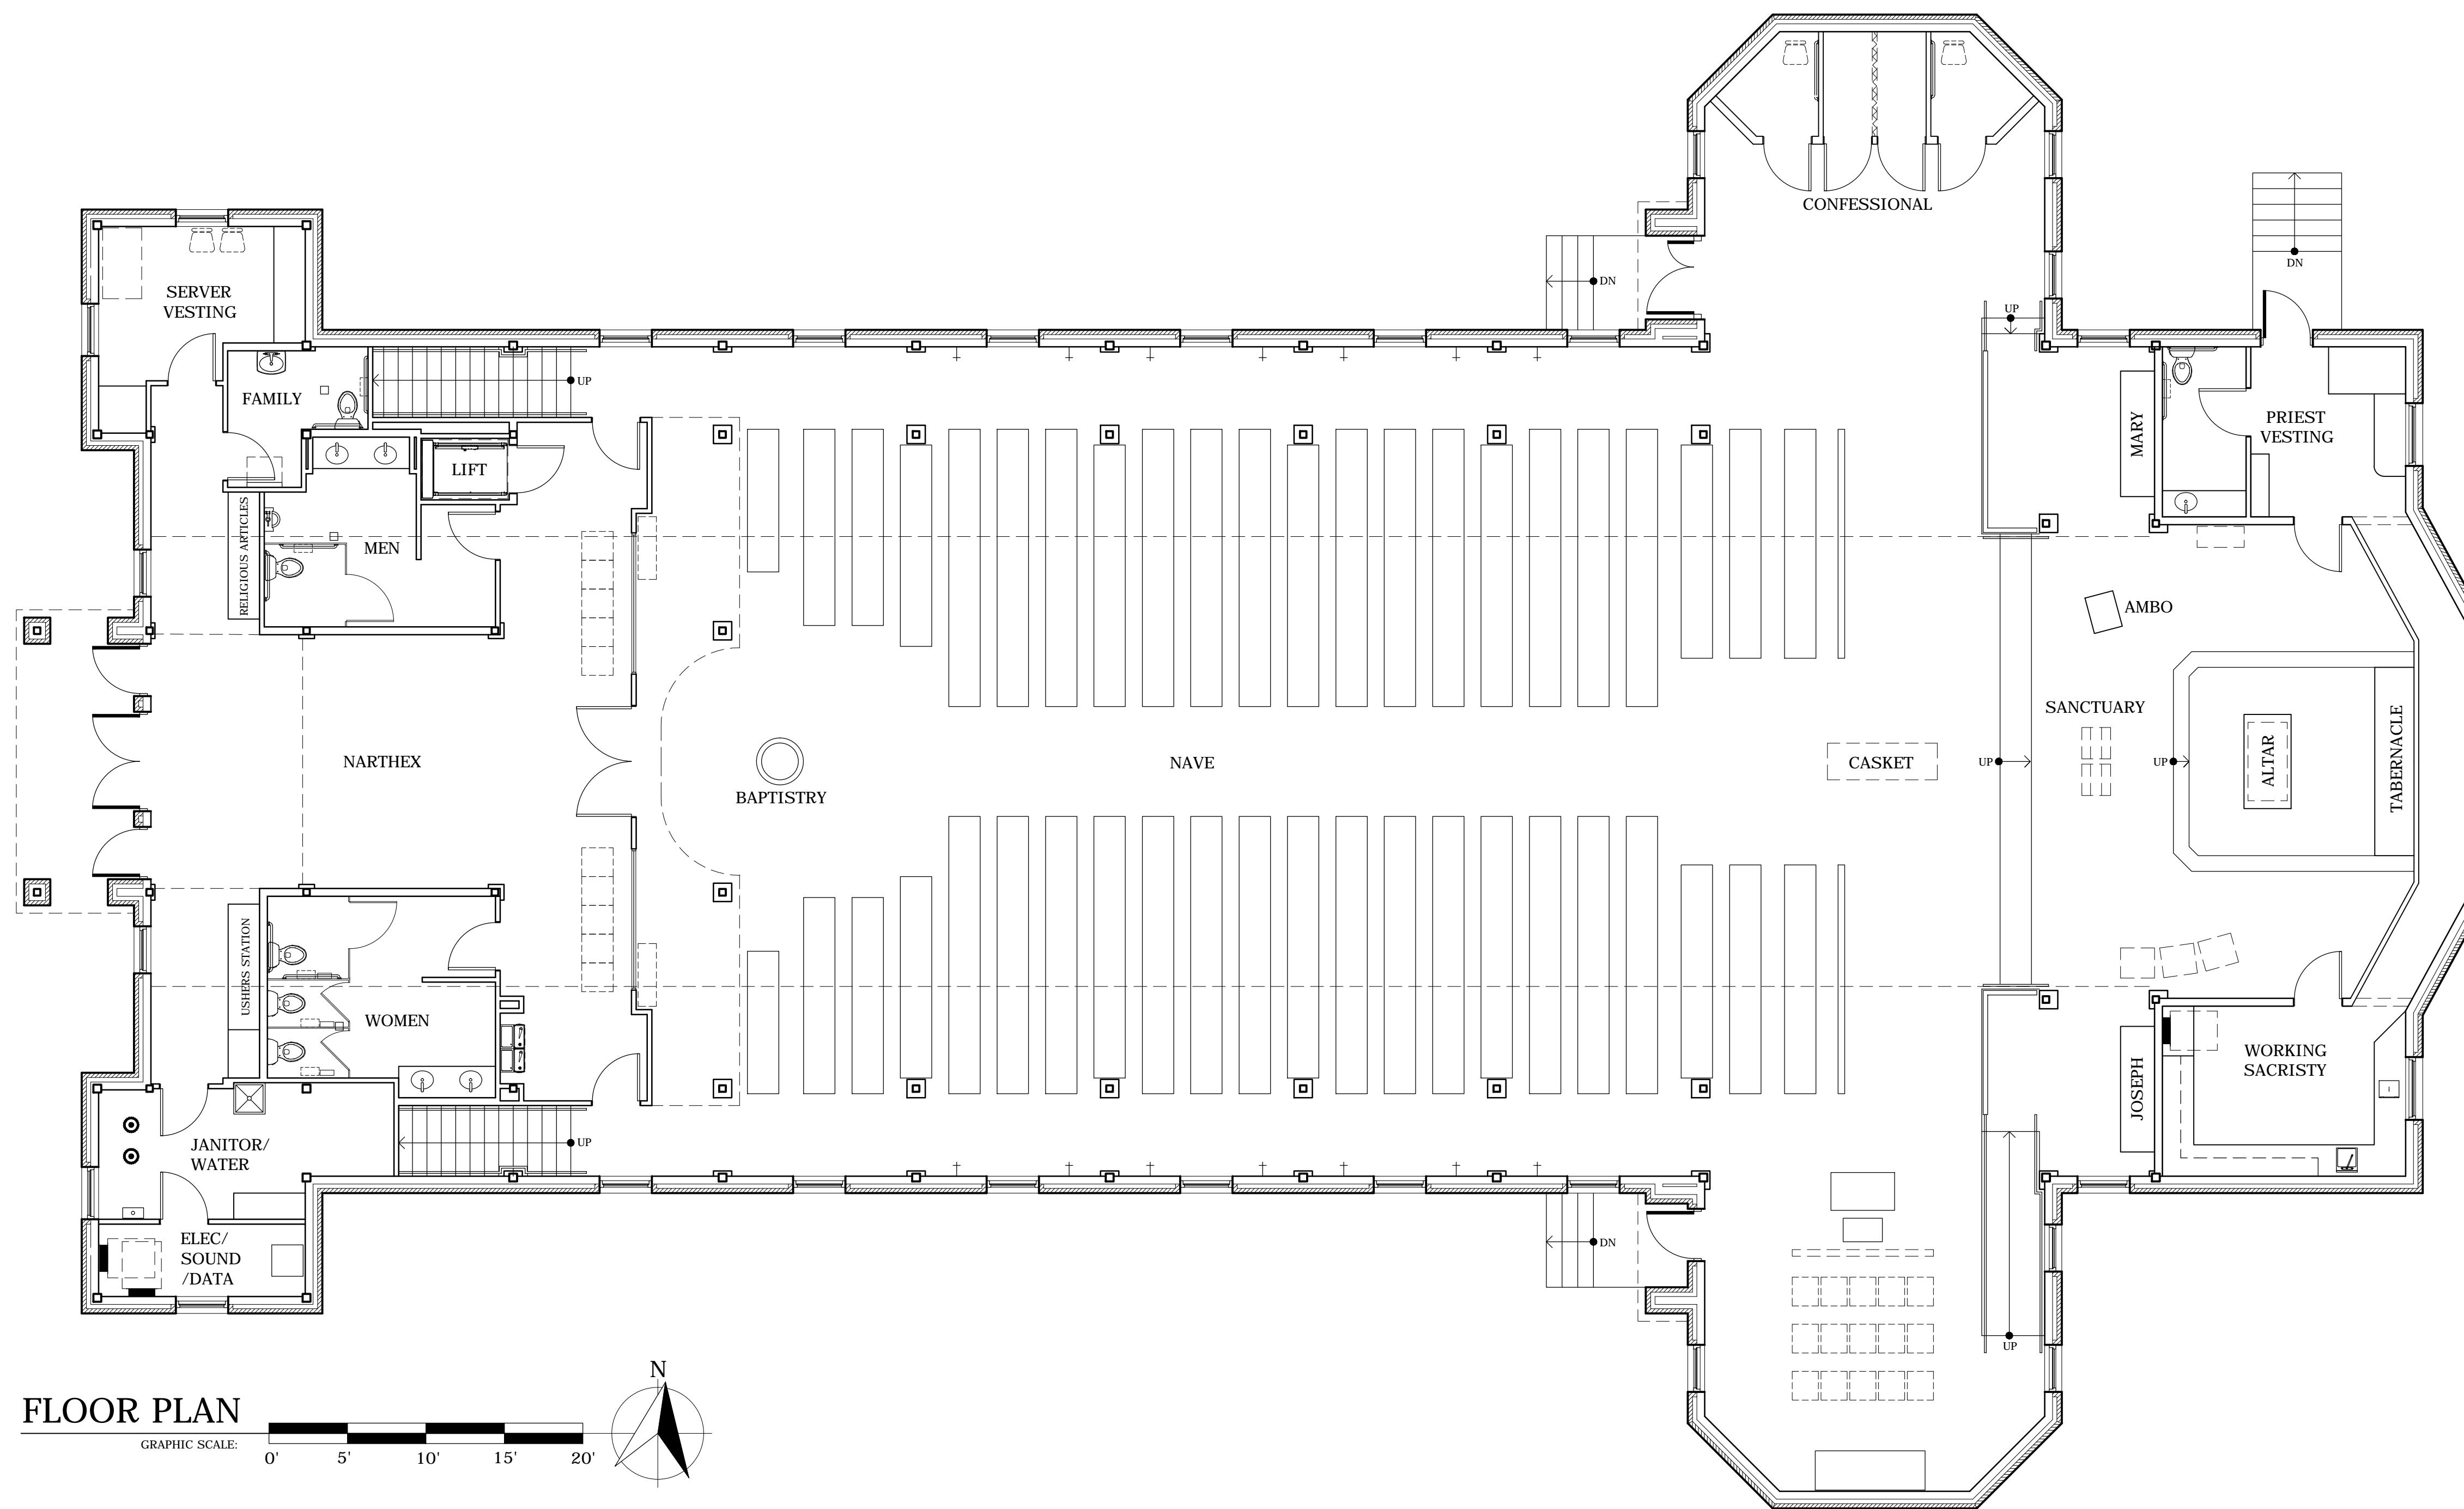 CONFESSIONAL
DN
DN
SERVER
VESTING
UP
UP
FAMILY
PRIEST
VESTING
MARY
LIFT
RELIGIOUS ARTICLES
MEN
AMBO
SANCTUARY
NARTHEX
BAPTISTRY
NAVE
CASKET
UP
UP
ALTAR
TABERNACLE
USHERS STATION
WOMEN
WORKING
SACRISTY
JOSEPH
JANITOR/
WATER
UP
ELEC/
SOUND
/DATA
DN
UP
N
FLOOR PLAN
GRAPHIC SCALE:
0' 5' 10' 15' 20'